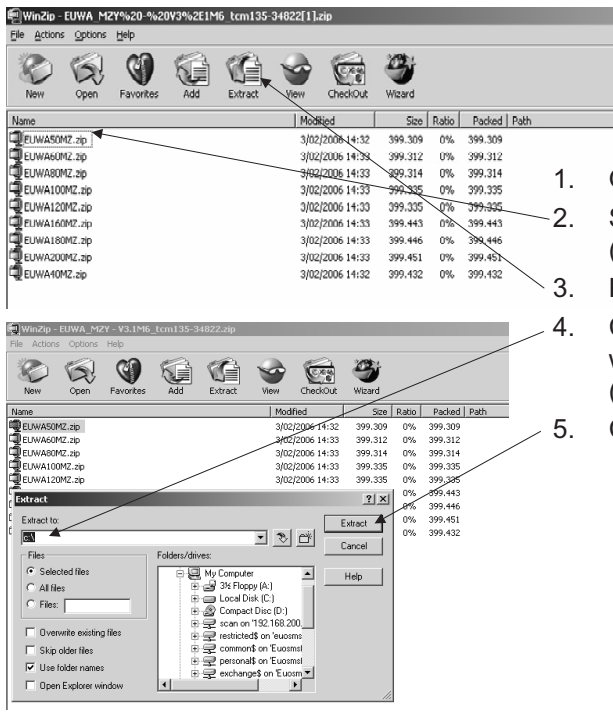 WinZip - EUWA_MZY%20-%20V3%2E1M6_tcm135-34822[1].zip
File Actions Options Help
New Open Favorites Add Extract View CheckOut Wizard
Name Modified Size Ratio Packed Path
EUWA50MZ.zip 3/02/2006 14:32 399.309 0% 399.309
EUWA60MZ.zip 3/02/2006 14:33 399.312 0% 399.312
EUWA80MZ.zip 3/02/2006 14:33 399.314 0% 399.314
EUWA100MZ.zip 3/02/2006 14:33 399.335 0% 399.335
EUWA120MZ.zip 3/02/2006 14:33 399.335 0% 399.335
EUWA160MZ.zip 3/02/2006 14:33 399.443 0% 399.443
EUWA180MZ.zip 3/02/2006 14:33 399.446 0% 399.446
EUWA200MZ.zip 3/02/2006 14:33 399.451 0% 399.451
EUWA40MZ.zip 3/02/2006 14:32 399.432 0% 399.432
1.
2.
(
3.
4.
(
5.
WinZip - EUWA_MZY - V3.1M6_tcm135-34822.zip
File Actions Options Help
New Open Favorites Add Extract View CheckOut Wizard
Name Modified Size Ratio Packed Path
EUWA50MZ.zip 3/02/2006 14:32 399.309 0% 399.309
EUWA60MZ.zip 3/02/2006 14:33 399.312 0% 399.312
EUWA80MZ.zip 3/02/2006 14:33 399.314 0% 399.314
EUWA100MZ.zip 3/02/2006 14:33 399.335 0% 399.335
EUWA120MZ.zip 3/02/2006 14:33 399.335 0% 399.335
0% 399.443
0% 399.446
0% 399.451
0% 399.432
Extract
Extract to:
c:\
Extract
Cancel
Help
Files
Selected files
All files
Files:
Overwrite existing files
Skip older files
Use folder names
Open Explorer window
Folders/drives:
My Computer
3½ Floppy (A:)
Local Disk (C:)
Compact Disc (D:)
scan on '192.168.200.
restricted$ on 'Euosmsl
common$ on 'Euosmsl
personal$ on 'Euosmsl
exchange$ on 'Euosm